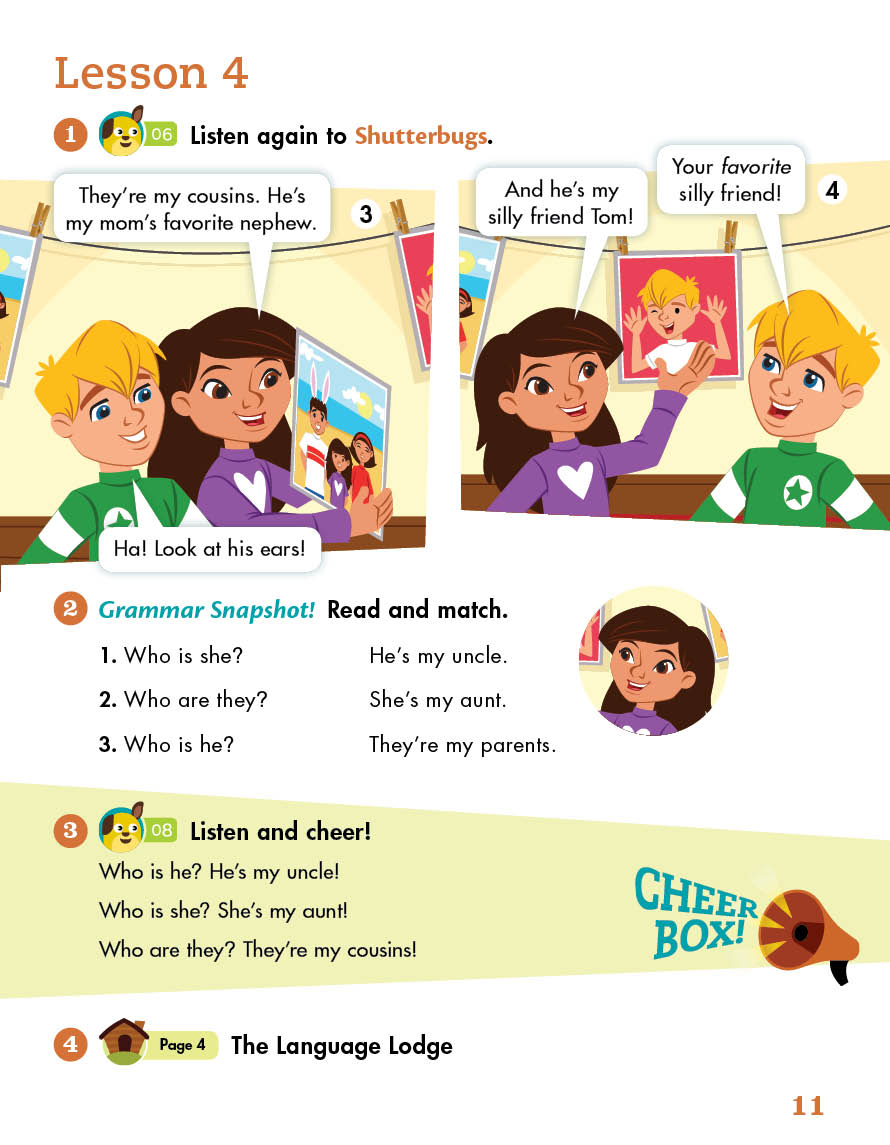 Lesson 4
1 06 Listen again to Shutterbugs.
They're my cousins. He's
my mom's favorite nephew.
3
Ha! Look at his ears!
And he's my
silly friend Tom!
Your favorite
silly friend!
4
2 Grammar Snapshot! Read and match.
1. Who is she? He's my uncle.
2. Who are they? She's my aunt.
3. Who is he? They're my parents.
3 08 Listen and cheer!
Who is he? He's my uncle!
Who is she? She's my aunt!
Who are they? They're my cousins!
CHEER
BOX!
4 Page 4 The Language Lodge
11